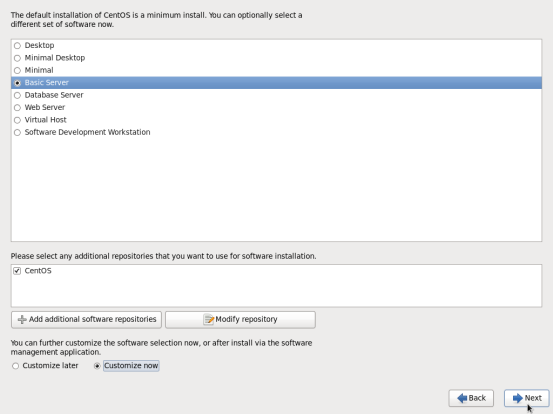 The default installation of CentOS is a minimum install. You can optionally select a
different set of software now.
Desktop
Minimal Desktop
Minimal
Basic Server
Database Server
Web Server
Virtual Host
Software Development Workstation
Please select any additional repositories that you want to use for software installation.
CentOS
Add additional software repositories
Modify repository
You can further customize the software selection now, or after install via the software
management application.
Customize later
Customize now
Back
Next